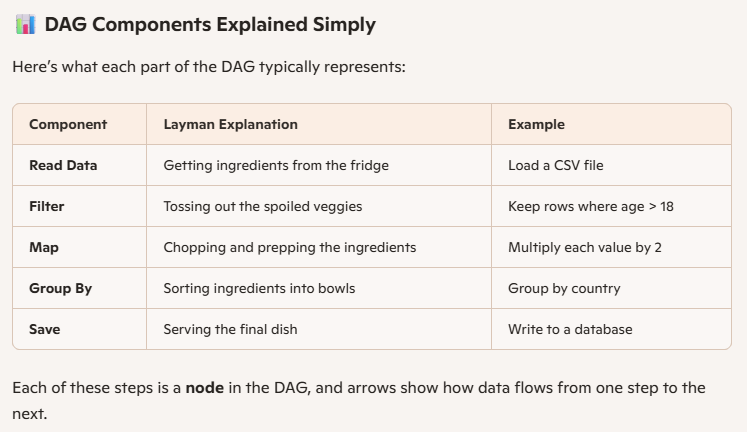 DAG Components Explained Simply
Here’s what each part of the DAG typically represents:
Component Layman Explanation Example
Read Data Getting ingredients from the fridge Load a CSV file
Filter Tossing out the spoiled veggies Keep rows where age > 18
Map Chopping and prepping the ingredients Multiply each value by 2
Group By Sorting ingredients into bowls Group by country
Save Serving the final dish Write to a database
Each of these steps is a node in the DAG, and arrows show how data flows from one step to the
next.